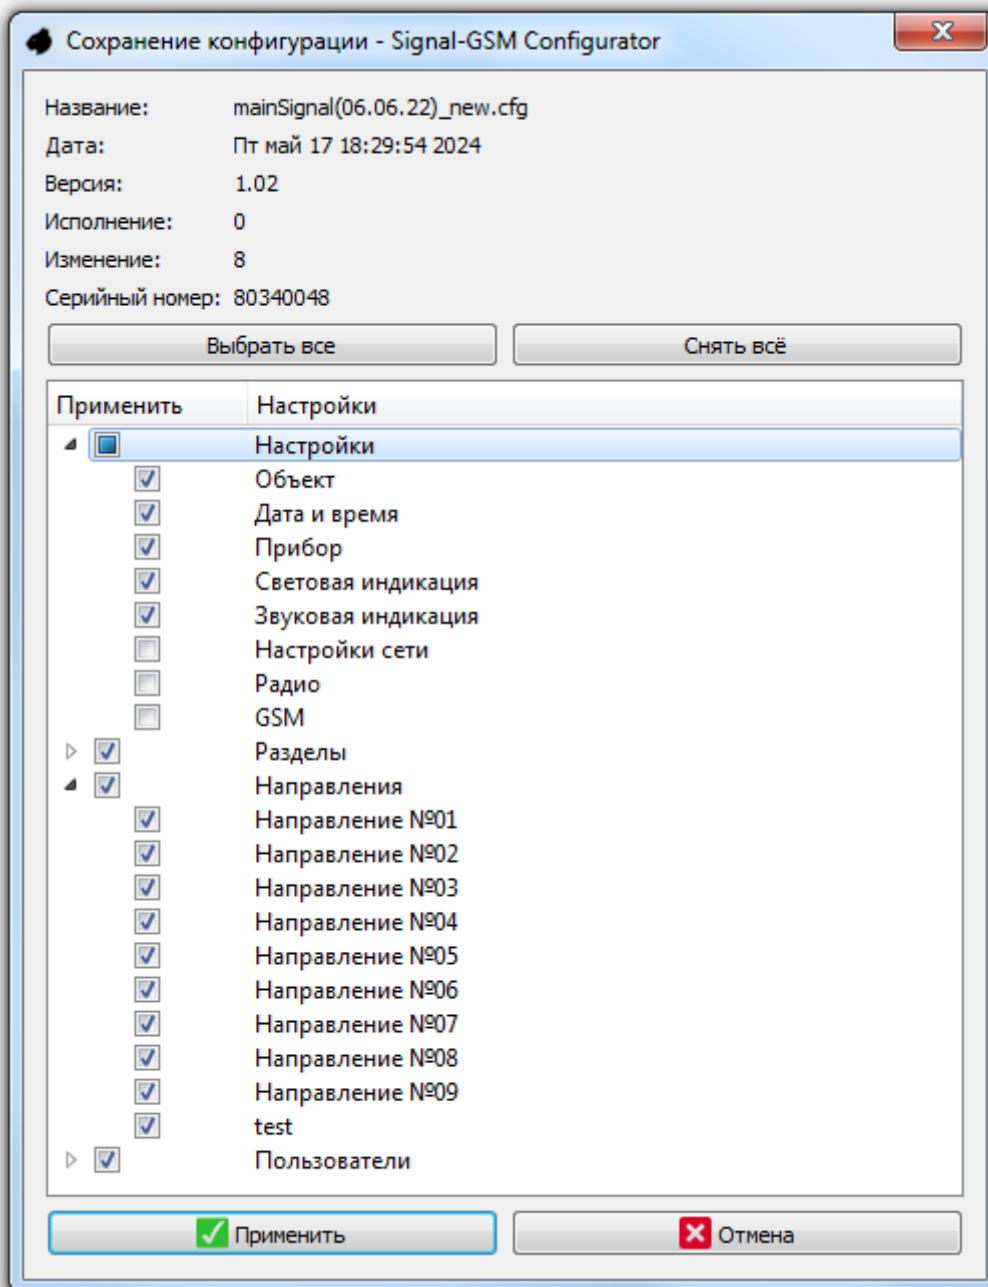 Сохранение конфигурации - Signal-GSM Configurator
Название: mainSignal(06.06.22)_new.cfg
Дата: Пт май 17 18:29:54 2024
Версия: 1.02
Исполнение: 0
Изменение: 8
Серийный номер: 80340048
Выбрать все Снять всё
Применить Настройки
Настройки
Объект
Дата и время
Прибор
Световая индикация
Звуковая индикация
Настройки сети
Радио
GSM
Разделы
Направления
Направление №01
Направление №02
Направление №03
Направление №04
Направление №05
Направление №06
Направление №07
Направление №08
Направление №09
test
Пользователи
Применить Отмена